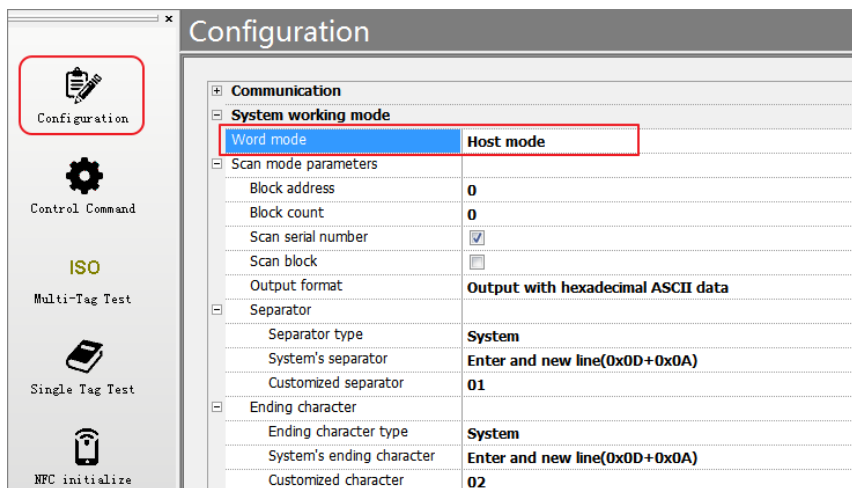 Configuration
Configuration
Control Command
ISO
Multi-Tag Test
Single Tag Test
NFC initialize
Communication
System working mode
Word mode Host mode
Scan mode parameters
Block address 0
Block count 0
Scan serial number
Scan block
Output format Output with hexadecimal ASCII data
Separator
Separator type System
System's separator Enter and new line(0x0D+0x0A)
Customized separator 01
Ending character
Ending character type System
System's ending character Enter and new line(0x0D+0x0A)
Customized character 02